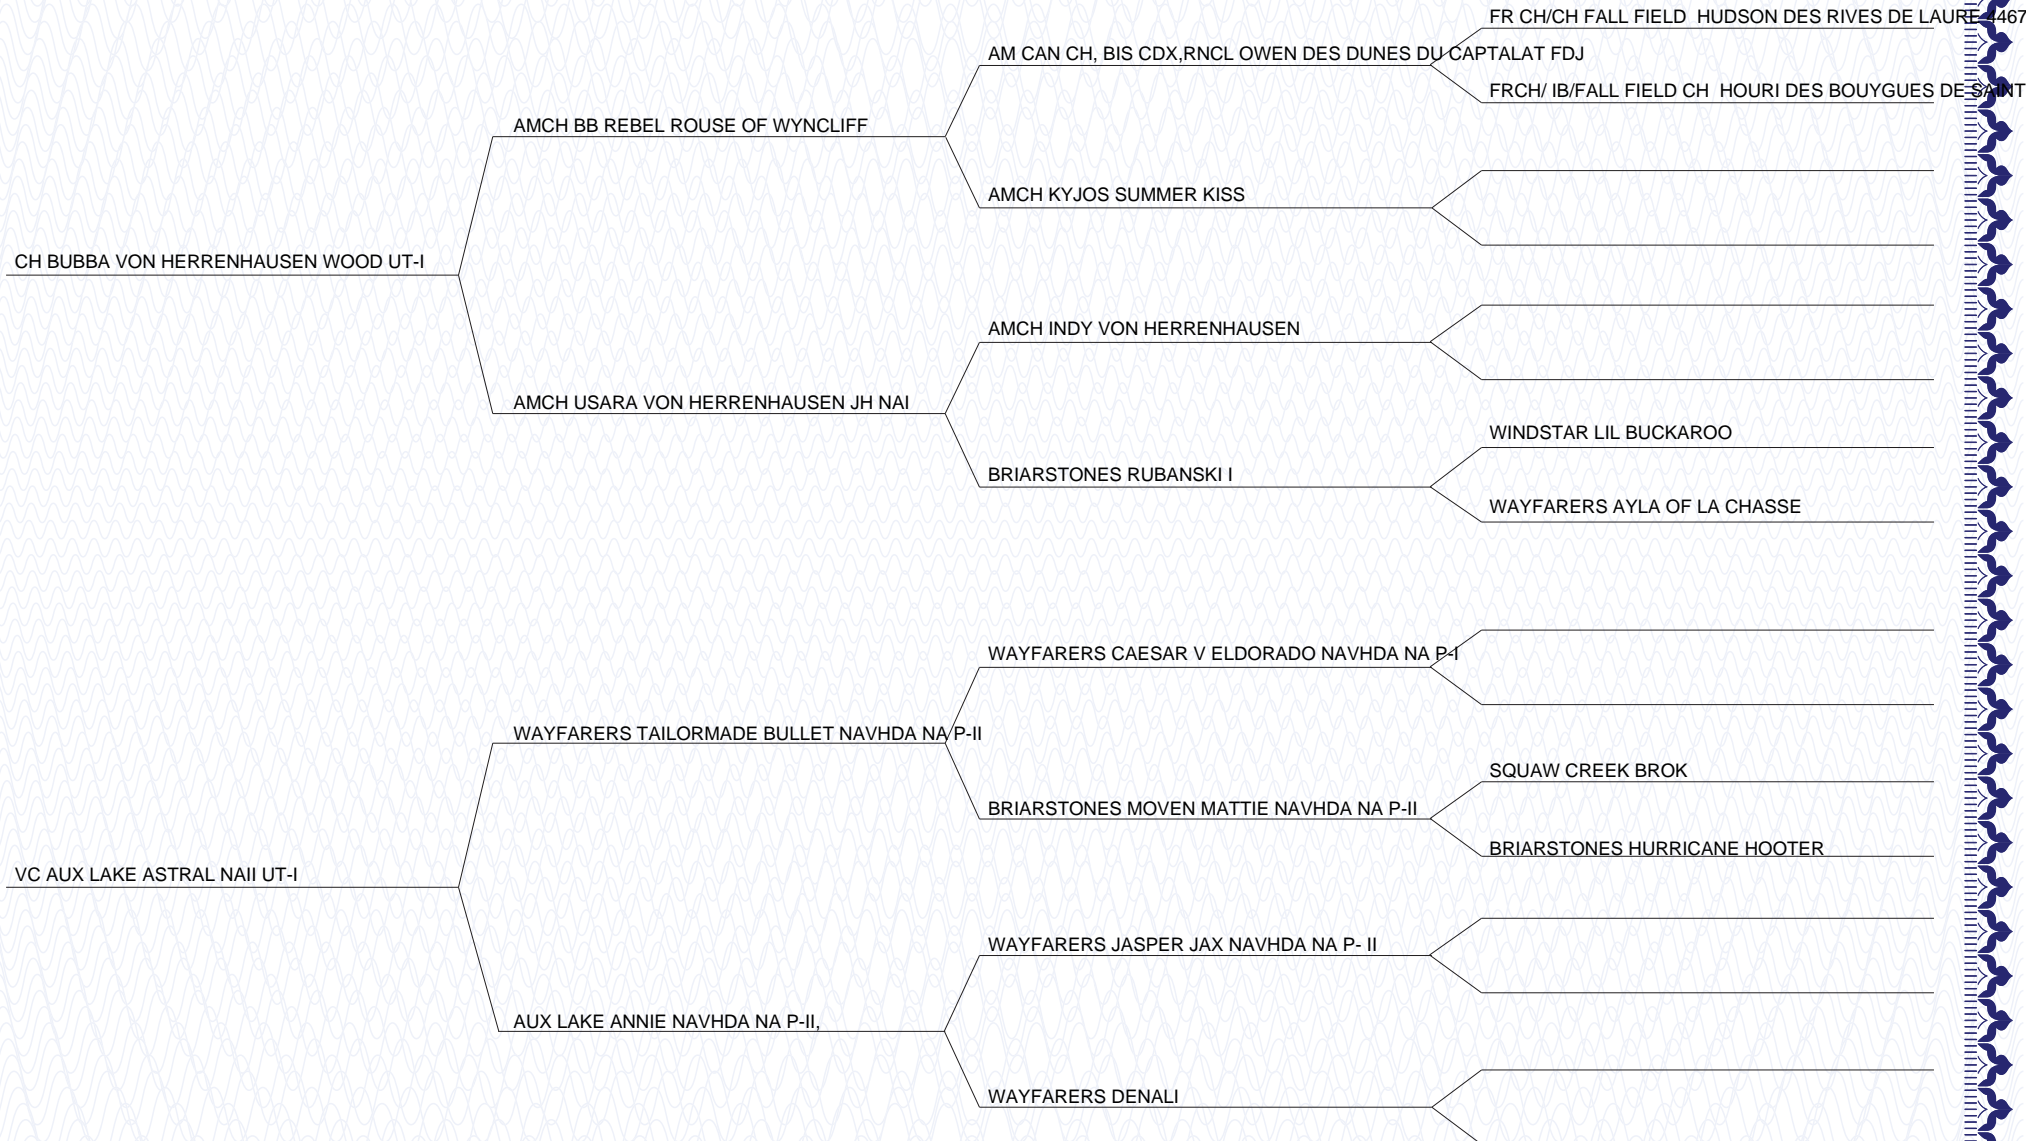 FR CH/CH FALL FIELD  HUDSON DES RIVES DE LAURE 4467
AM CAN CH, BIS CDX,RNCL OWEN DES DUNES DU CAPTALAT FDJ
FRCH/ IB/FALL FIELD CH  HOURI DES BOUYGUES DE SAINT
AMCH BB REBEL ROUSE OF WYNCLIFF
AMCH KYJOS SUMMER KISS
CH BUBBA VON HERRENHAUSEN WOOD UT-I
AMCH INDY VON HERRENHAUSEN
AMCH USARA VON HERRENHAUSEN JH NAI
WINDSTAR LIL BUCKAROO
BRIARSTONES RUBANSKI I
WAYFARERS AYLA OF LA CHASSE
WAYFARERS CAESAR V ELDORADO NAVHDA NA P-I
WAYFARERS TAILORMADE BULLET NAVHDA NA P-II
SQUAW CREEK BROK
BRIARSTONES MOVEN MATTIE NAVHDA NA P-II
BRIARSTONES HURRICANE HOOTER
VC AUX LAKE ASTRAL NAII UT-I
WAYFARERS JASPER JAX NAVHDA NA P- II
AUX LAKE ANNIE NAVHDA NA P-II,
WAYFARERS DENALI